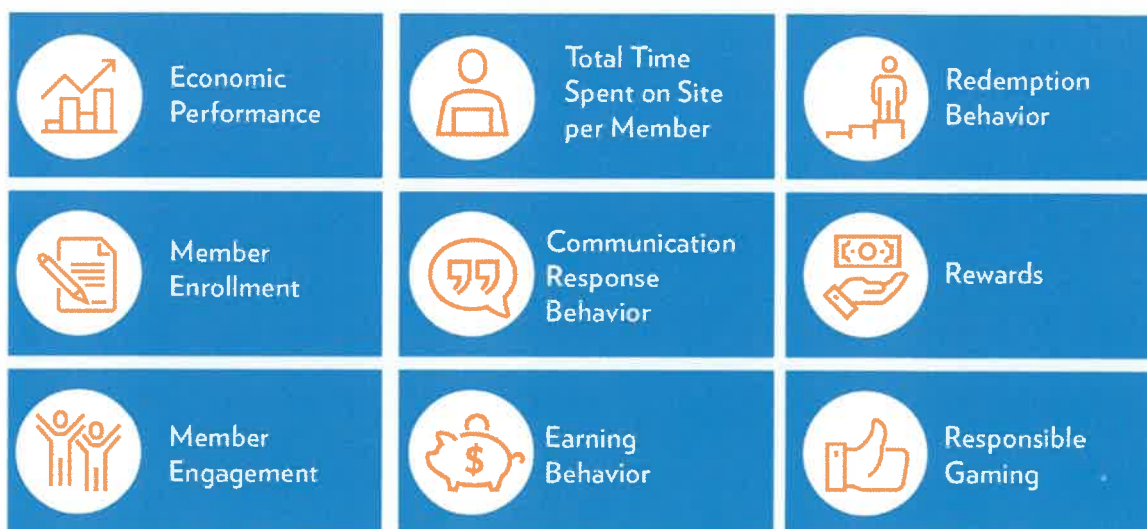 Economic
Performance
Total Time
Spent on Site
per Member
Redemption
Behavior
Member
Enrollment
Communication
Response
Behavior
Rewards
Member
Engagement
$
Earning
Behavior
Responsible
Gaming